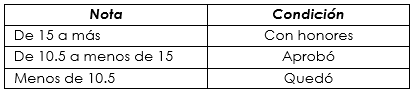 Nota Condición
De 15 a más Con honores
De 10.5 a menos de 15 Aprobó
Menos de 10.5 Quedó